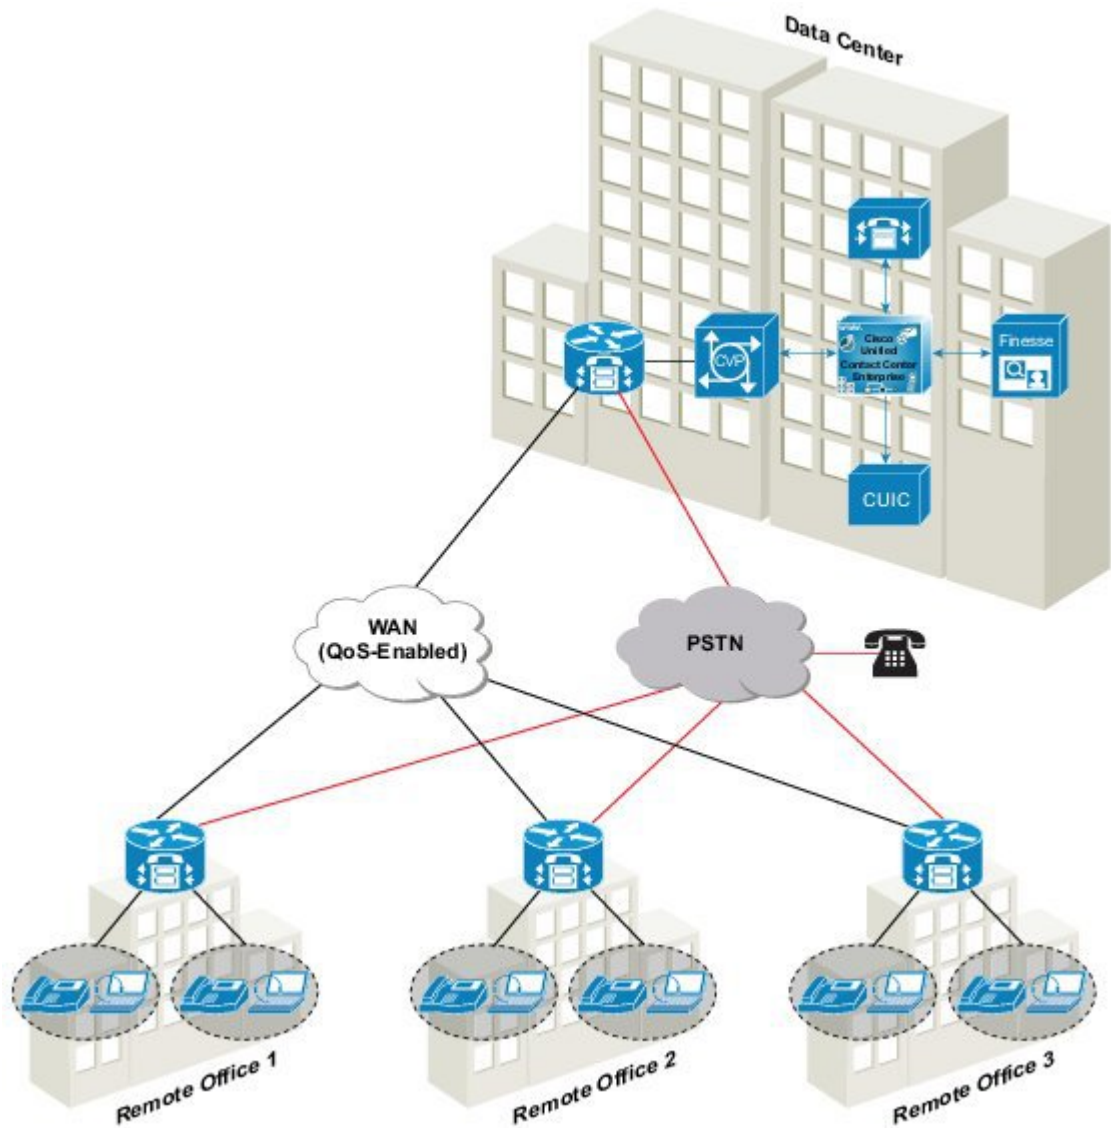 Data Center
CVP
Cisco
Unified
Contact Center
Enterprise
Finesse
CUIC
WAN
(QoS-Enabled)
PSTN
Remote Office 1
Remote Office 2
Remote Office 3